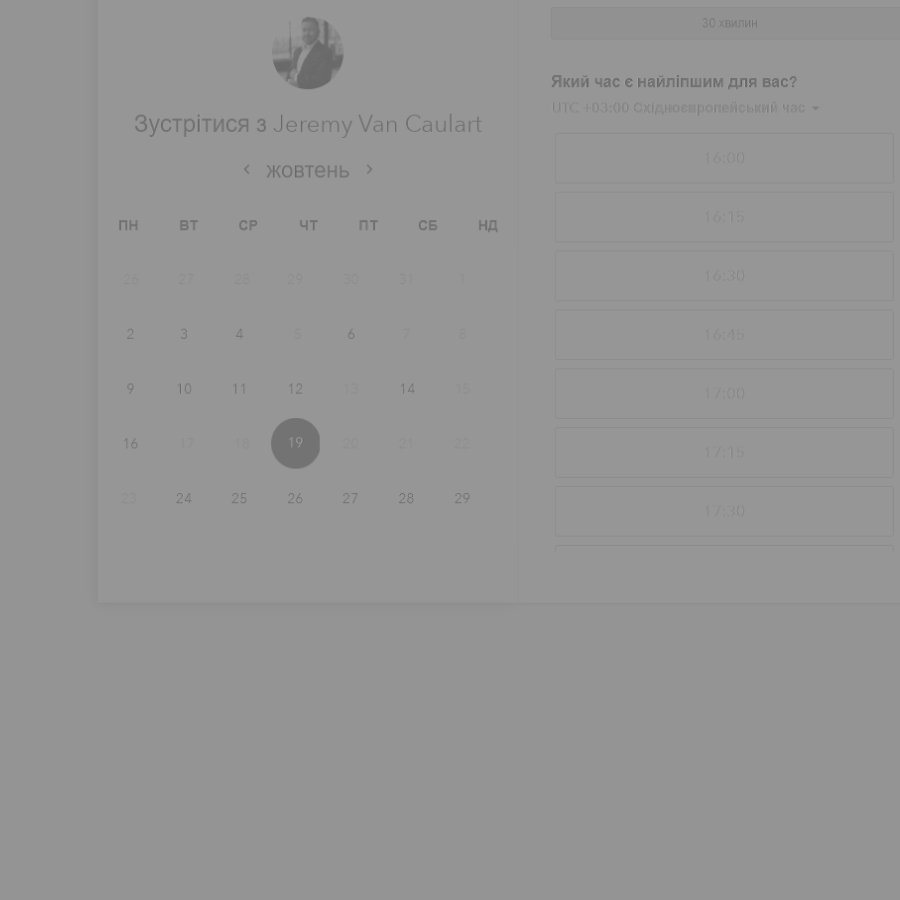 Зустрітися з Jeremy Van Caulart
жовтень
ПН ВТ СР ЧТ ПТ СБ НД
26 27 28 29 30 31 1
2 3 4 5 6 7 8
9 10 11 12 13 14 15
16 17 18 19 20 21 22
23 24 25 26 27 28 29
30 хвилин
Який час є найліпшим для вас?
UTC +03:00 Східноєвропейський час
16:00
16:15
16:30
16:45
17:00
17:15
17:30